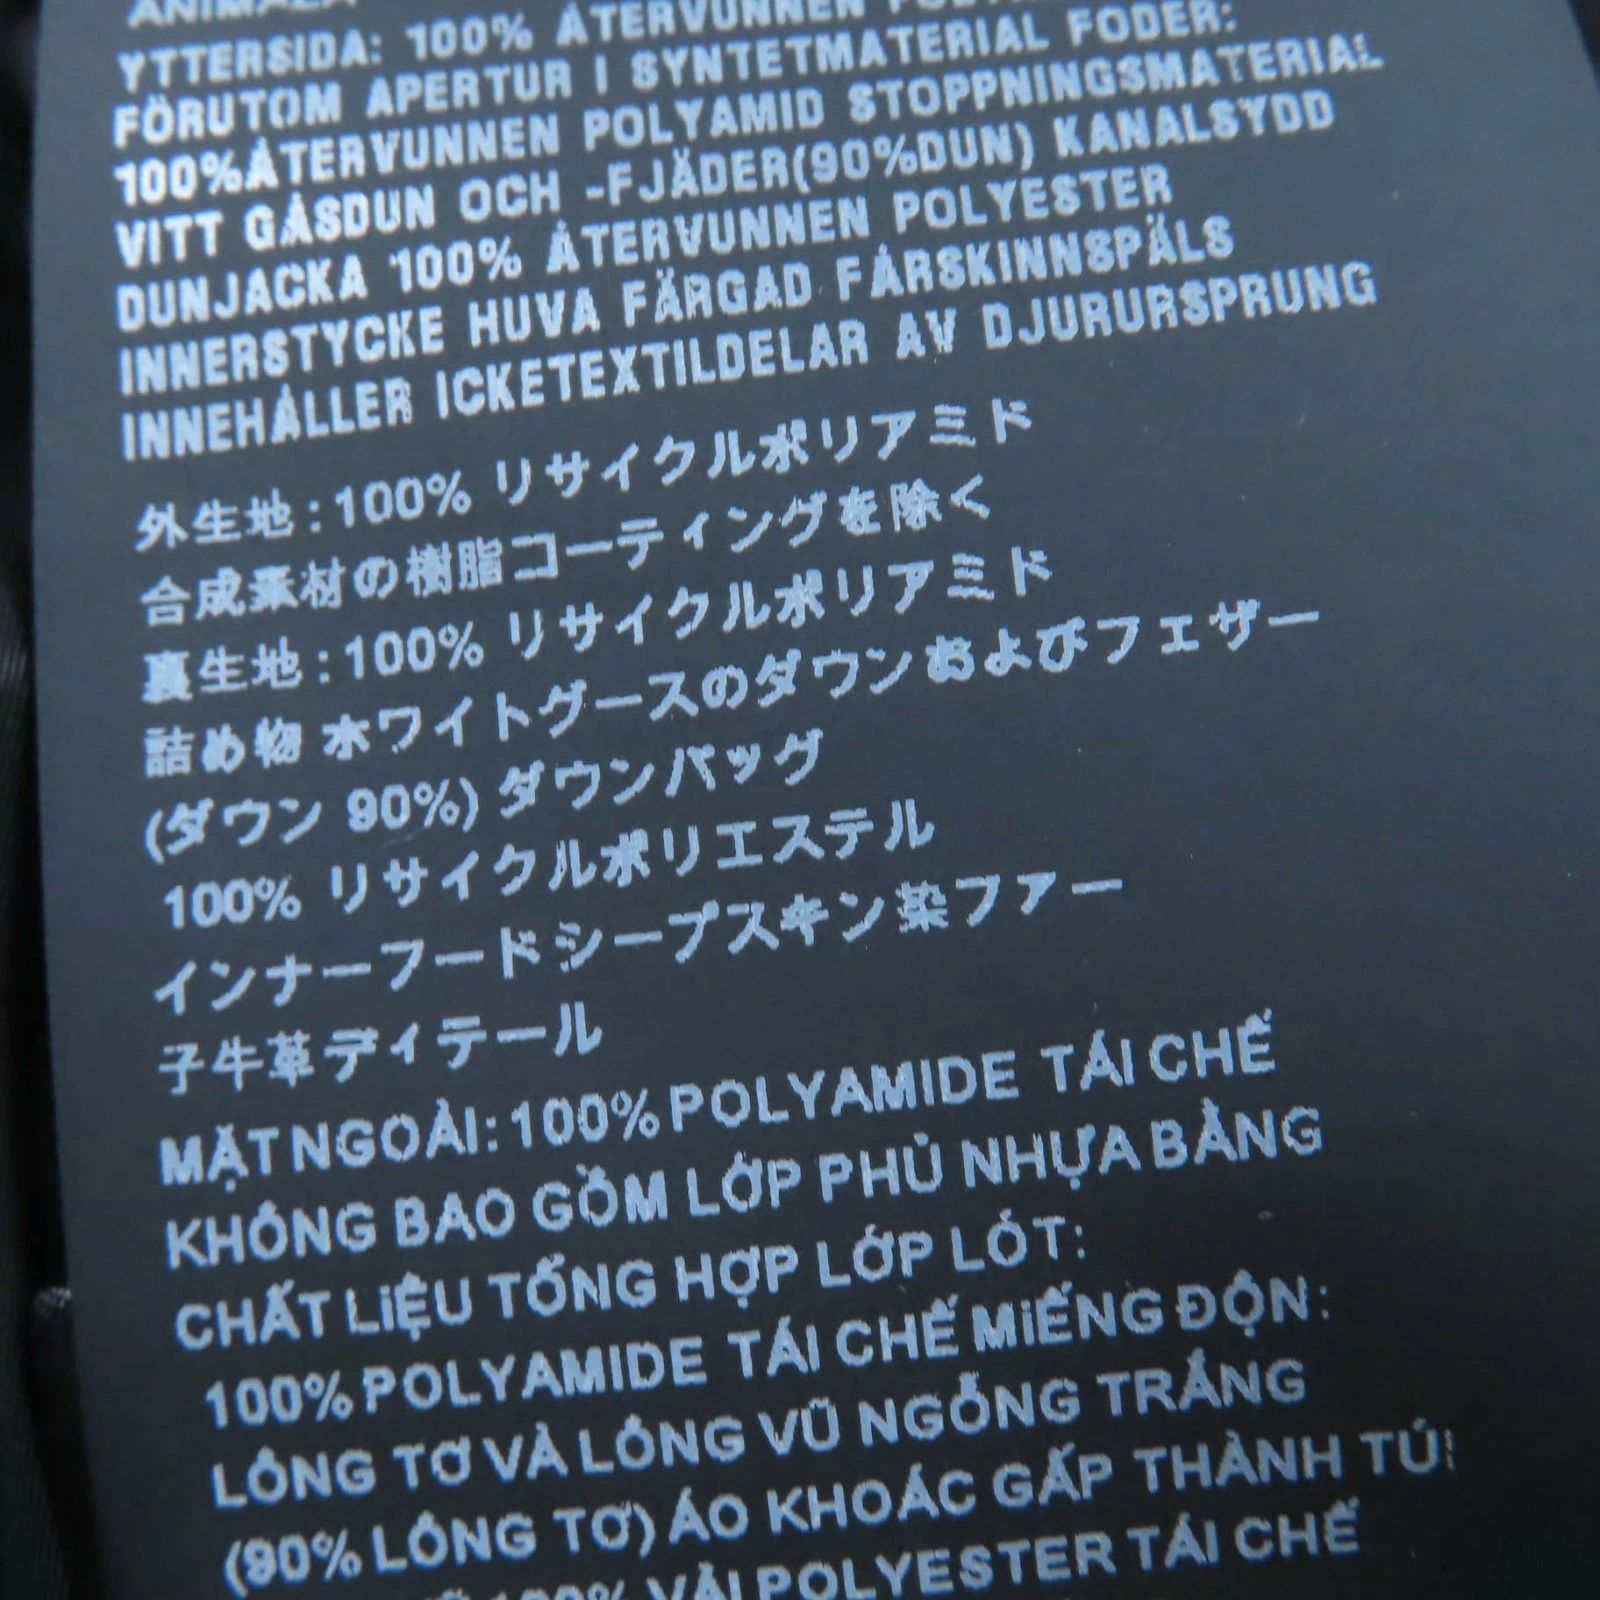 YTTERSIDA: 100% ÅTERVUNNEN
FÖRUTOM APERTUR I SYNTETMATERIAL FODER:
100%ÅTERVUNNEN POLYAMID STOPPNINGSMATERIAL
VITT GÅSDUN OCH -FJÄDER(90%DUN) KANALSYDD
DUNJACKA 100% ÅTERVUNNEN POLYESTER
INNERSTYCKE HUVA FÄRGAD FÅRSKINNSPÄLS
INNEHÅLLER ICKETEXTILDELAR AV DJURURSPRUNG
外生地:100% リサイクルポリアミド
合成素材の樹脂コーティングを除く
裏生地:100% リサイクルポリアミド
詰め物 ホワイトグースのダウンおよびフェザー
(ダウン 90%) ダウンバッグ
100% リサイクルポリエステル
インナーフードシープスキン染ファー
子牛革ディテール
MẶT NGOÀI: 100% POLYAMIDE TÁI CHẾ
KHÔNG BAO GỒM LỚP PHỦ NHỰA BẰNG
CHẤT LIỆU TỔNG HỢP LỚP LÓT:
100% POLYAMIDE TÁI CHẾ MIẾNG ĐỘN:
LÔNG TƠ VÀ LÔNG VŨ NGỖNG TRẮNG
(90% LÔNG TƠ) ÁO KHOÁC GẤP THÀNH TÚI
100% VẢI POLYESTER TÁI CHẾ